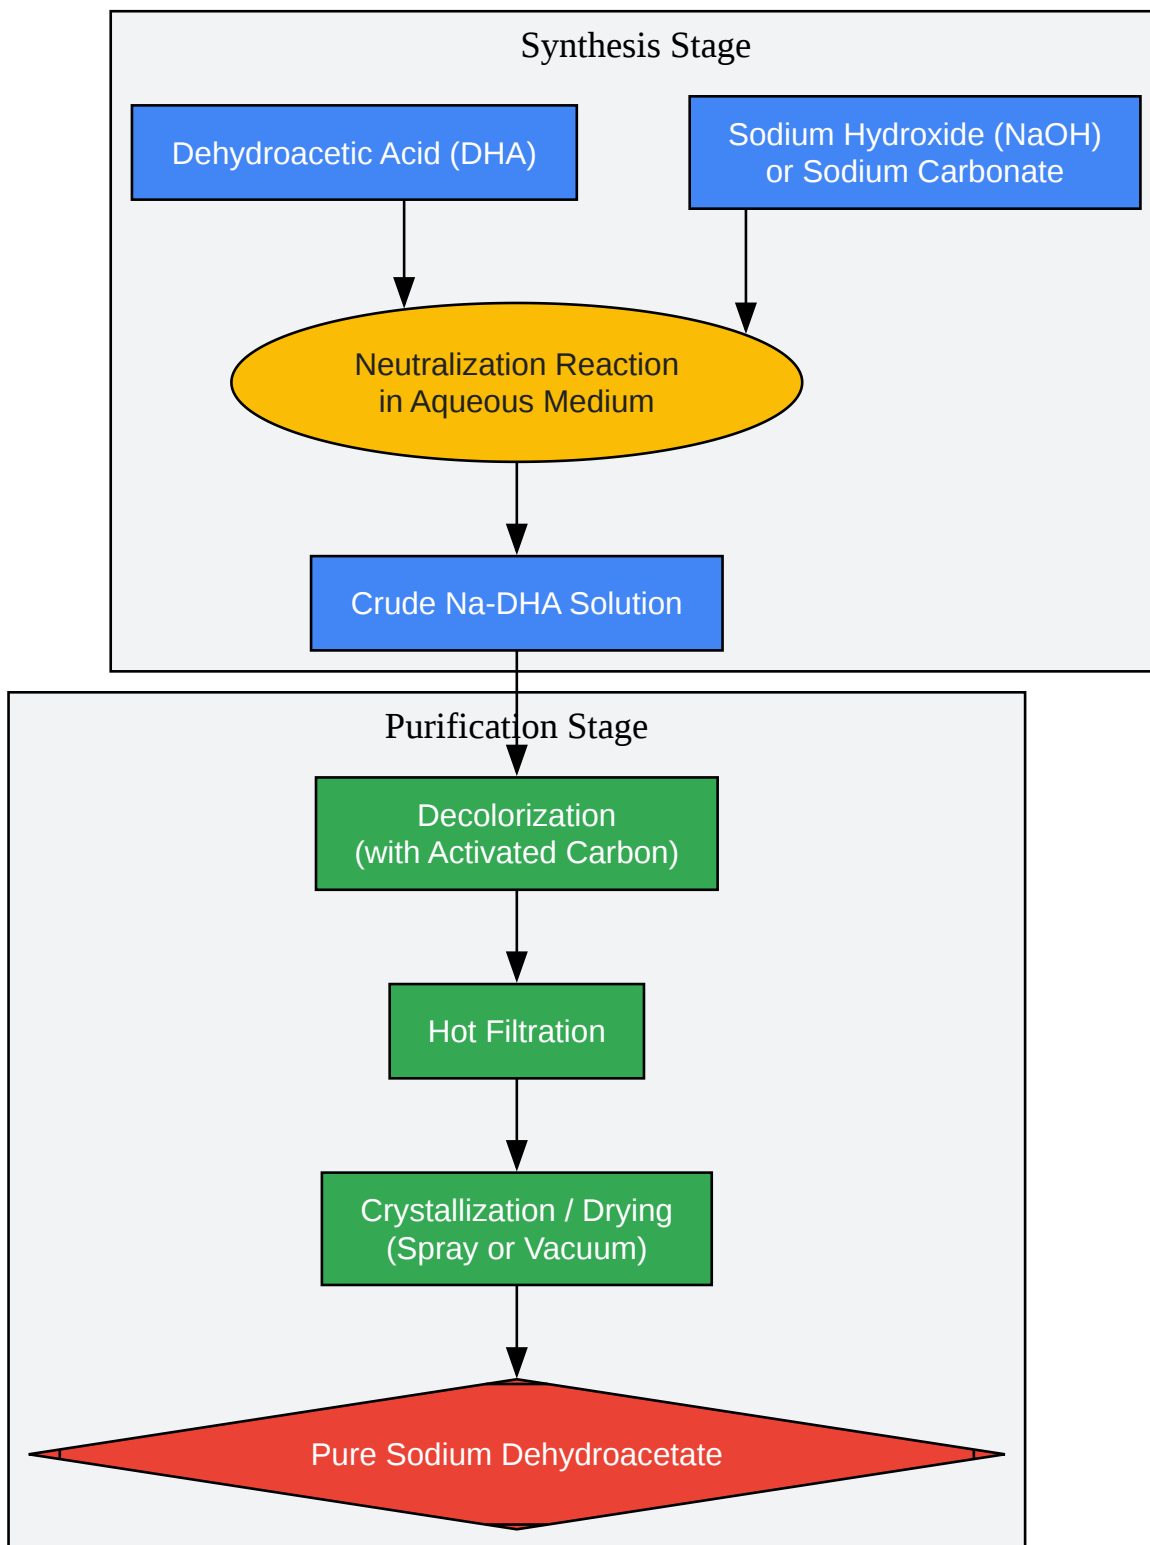 Synthesis Stage
Dehydroacetic Acid (DHA)
Sodium Hydroxide (NaOH)
or Sodium Carbonate
Neutralization Reaction
in Aqueous Medium
Crude Na-DHA Solution
Purification Stage
Decolorization
(with Activated Carbon)
Hot Filtration
Crystallization / Drying
(Spray or Vacuum)
Pure Sodium Dehydroacetate